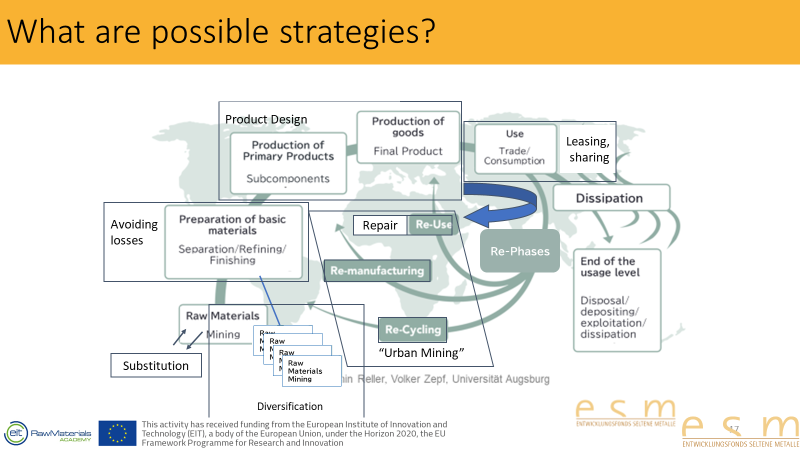 What are possible strategies?
Product Design
Production of
goods
Final Product
Production of
Primary Products
Subcomponents
Use
Trade/
Consumption
Leasing,
sharing
Dissipation
Avoiding
losses
Preparation of basic
materials
Separation/Refining/
Finishing
Repair
Re-Use
Re-Phases
Re-manufacturing
End of the
usage level
Disposal/
depositing/
exploitation/
dissipation
Raw Materials
Mining
Re-Cycling
"Urban Mining"
Substitution
Raw
M
M
Raw
M
M
Raw
M
M
Raw
Materials
Mining
Diversification
Reller, Volker Zepf, Universität Augsburg
eit RawMaterials
ACADEMY
This activity has received funding from the European Institute of Innovation and
Technology (EIT), a body of the European Union, under the Horizon 2020, the EU
Framework Programme for Research and Innovation
esm
ENTWICKLUNGSFONDS SELTENE METALLE
17
esm
ENTWICKLUNGSFONDS SELTENE METALLE